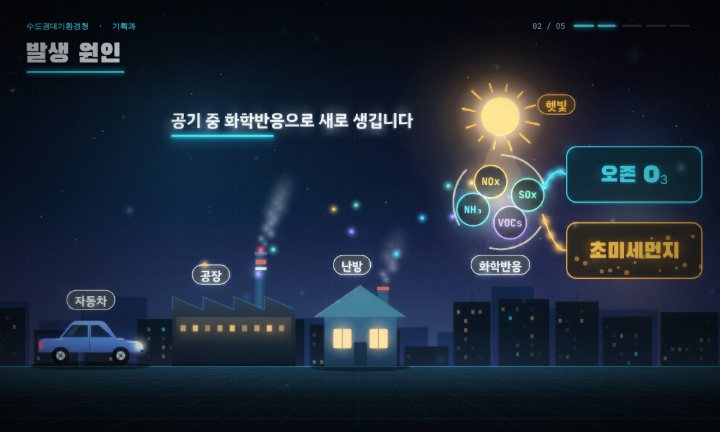 수도권대기환경청 · 기획과
02 / 05
발생 원인
공기 중 화학반응으로 새로 생깁니다
햇빛
NOx
SOx
NH₃
VOCs
오존 O₃
초미세먼지
화학반응
난방
공장
자동차